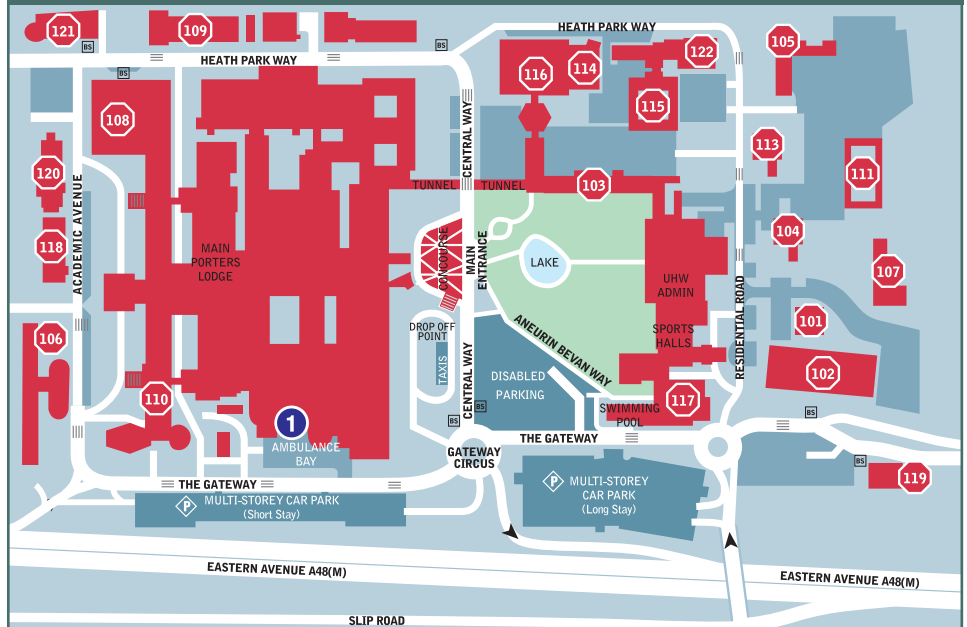 121
109
HEATH PARK WAY
105
BS
BS
122
HEATH PARK WAY
BS
116
114
115
108
CENTRAL WAY
113
120
111
TUNNEL
TUNNEL
103
ACADEMIC AVENUE
118
MAIN
PORTERS
LODGE
CONCOURSE
MAIN
ENTRANCE
LAKE
104
107
UHW
ADMIN
RESIDENTIAL ROAD
106
DROP OFF
POINT
TAXIS
ANEURIN BEVAN WAY
SPORTS
HALLS
101
CENTRAL WAY
DISABLED
PARKING
102
110
1
BS
BS
SWIMMING
POOL
117
BS
AMBULANCE
BAY
THE GATEWAY
GATEWAY
CIRCUS
BS
119
THE GATEWAY
P
MULTI-STOREY CAR PARK
(Short Stay)
P
MULTI-STOREY
CAR PARK
(Long Stay)
EASTERN AVENUE A48(M)
EASTERN AVENUE A48(M)
SLIP ROAD